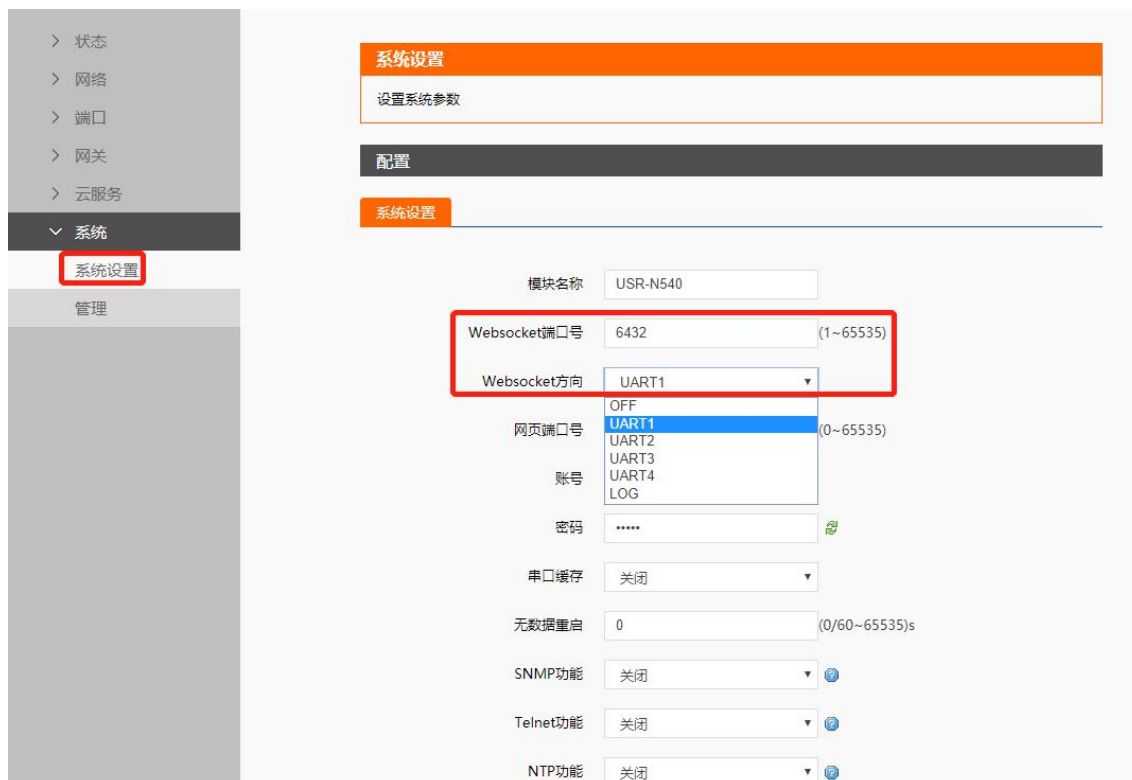 状态
网络
端口
网关
云服务
系统
系统设置
管理
系统设置
设置系统参数
配置
系统设置
模块名称 USR-N540
Websocket端口号 6432 (1~65535)
Websocket方向 UART1
OFF
UART1
网页端口号 (0~65535)
UART2
UART3
账号 UART4
LOG
密码 •••••
串口缓存 关闭
无数据重启 0 (0/60~65535)s
SNMP功能 关闭
Telnet功能 关闭
NTP功能 关闭